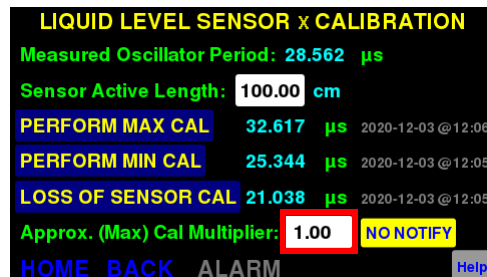 LIQUID LEVEL SENSOR x CALIBRATION
Measured Oscillator Period: 28.562 µs
Sensor Active Length: 100.00 cm
PERFORM MAX CAL 32.617 µs 2020-12-03@12:06
PERFORM MIN CAL 25.344 µs 2020-12-03@12:05
LOSS OF SENSOR CAL 21.038 µs 2020-12-03@12:05
Approx. (Max) Cal Multiplier: 1.00 NO NOTIFY
HOME BACK ALARM Help